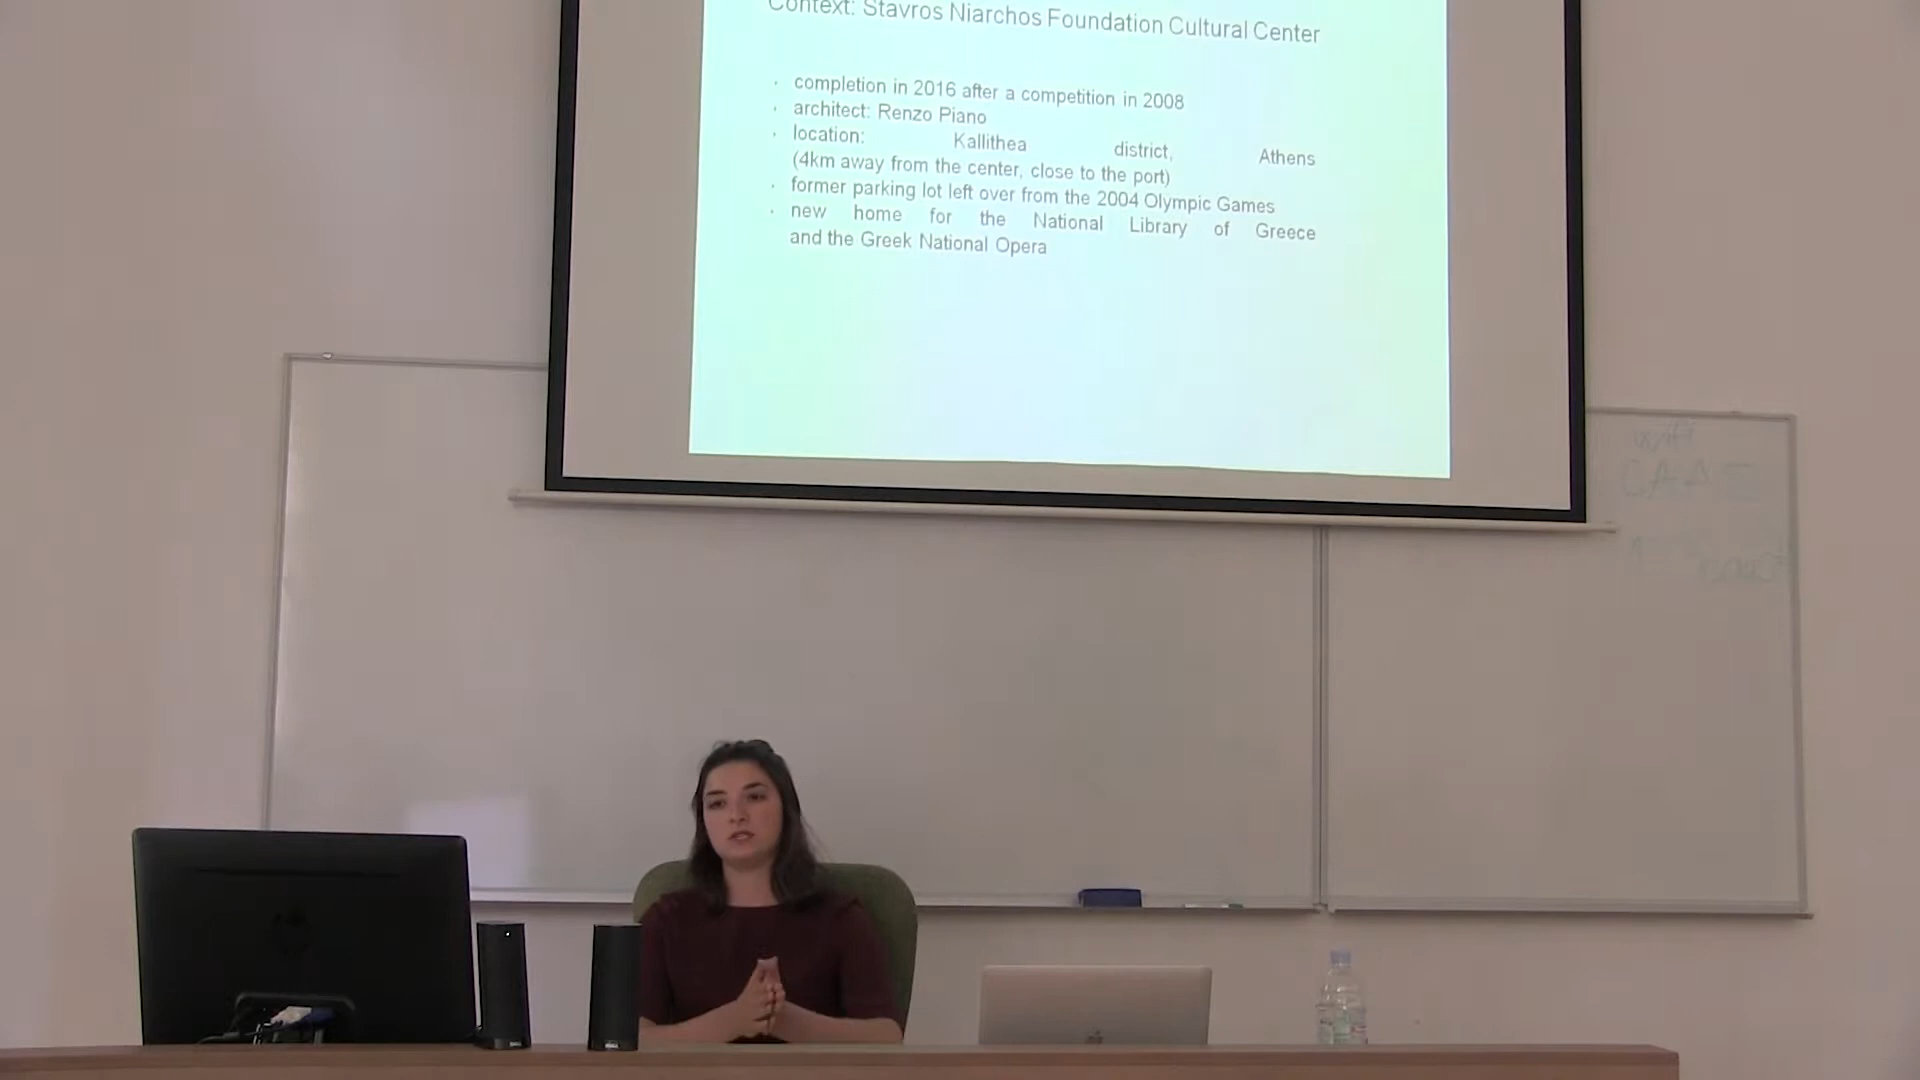 Context: Stavros Niarchos Foundation Cultural Center
· completion in 2016 after a competition in 2008
· architect: Renzo Piano
· location: Kallithea district, Athens
(4km away from the center, close to the port)
· former parking lot left over from the 2004 Olympic Games
· new home for the National Library of Greece
and the Greek National Opera
wifi